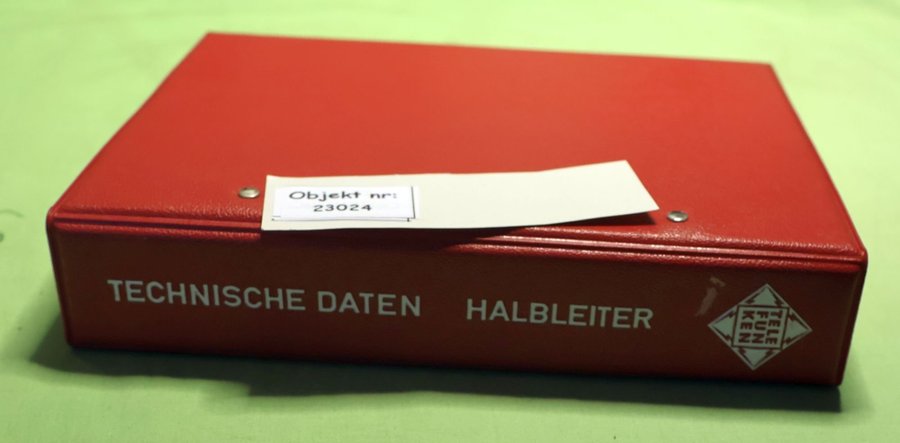 Objekt nr:
23024
TECHNISCHE DATEN HALBLEITER
TELE
FUN
KEN